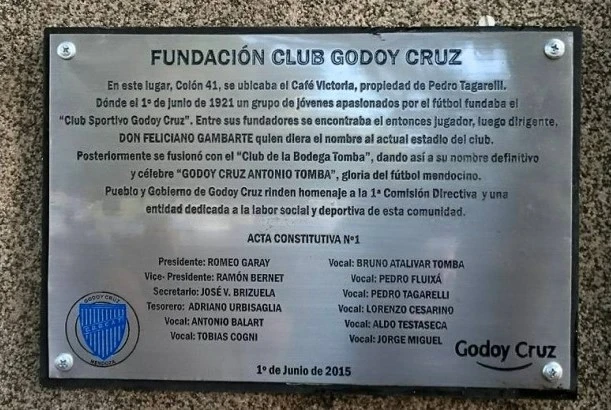 FUNDACIÓN CLUB GODOY CRUZ
En este lugar, Colón 41, se ubicaba el Café Victoria, propiedad de Pedro Tagarelli.
Dónde el 1º de junio de 1921 un grupo de jóvenes apasionados por el fútbol fundaba el
"Club Sportivo Godoy Cruz". Entre sus fundadores se encontraba el entonces jugador, luego dirigente,
DON FELICIANO GAMBARTE quien diera el nombre al actual estadio del club.
Posteriormente se fusionó con el "Club de la Bodega Tomba", dando así a su nombre definitivo
y célebre "GODOY CRUZ ANTONIO TOMBA", gloria del fútbol mendocino.
Pueblo y Gobierno de Godoy Cruz rinden homenaje a la 1ª Comisión Directiva y una
entidad dedicada a la labor social y deportiva de esta comunidad.
ACTA CONSTITUTIVA Nº1
Presidente: ROMEO GARAY
Vice- Presidente: RAMÓN BERNET
Secretario: JOSÉ V. BRIZUELA
Tesorero: ADRIANO URBISAGLIA
Vocal: ANTONIO BALART
Vocal: TOBIAS COGNI
Vocal: BRUNO ATALIVAR TOMBA
Vocal: PEDRO FLUIXÁ
Vocal: PEDRO TAGARELLI
Vocal: LORENZO CESARINO
Vocal: ALDO TESTASECA
Vocal: JORGE MIGUEL
GODOY CRUZ
MENDOZA
Godoy Cruz
1º de Junio de 2015